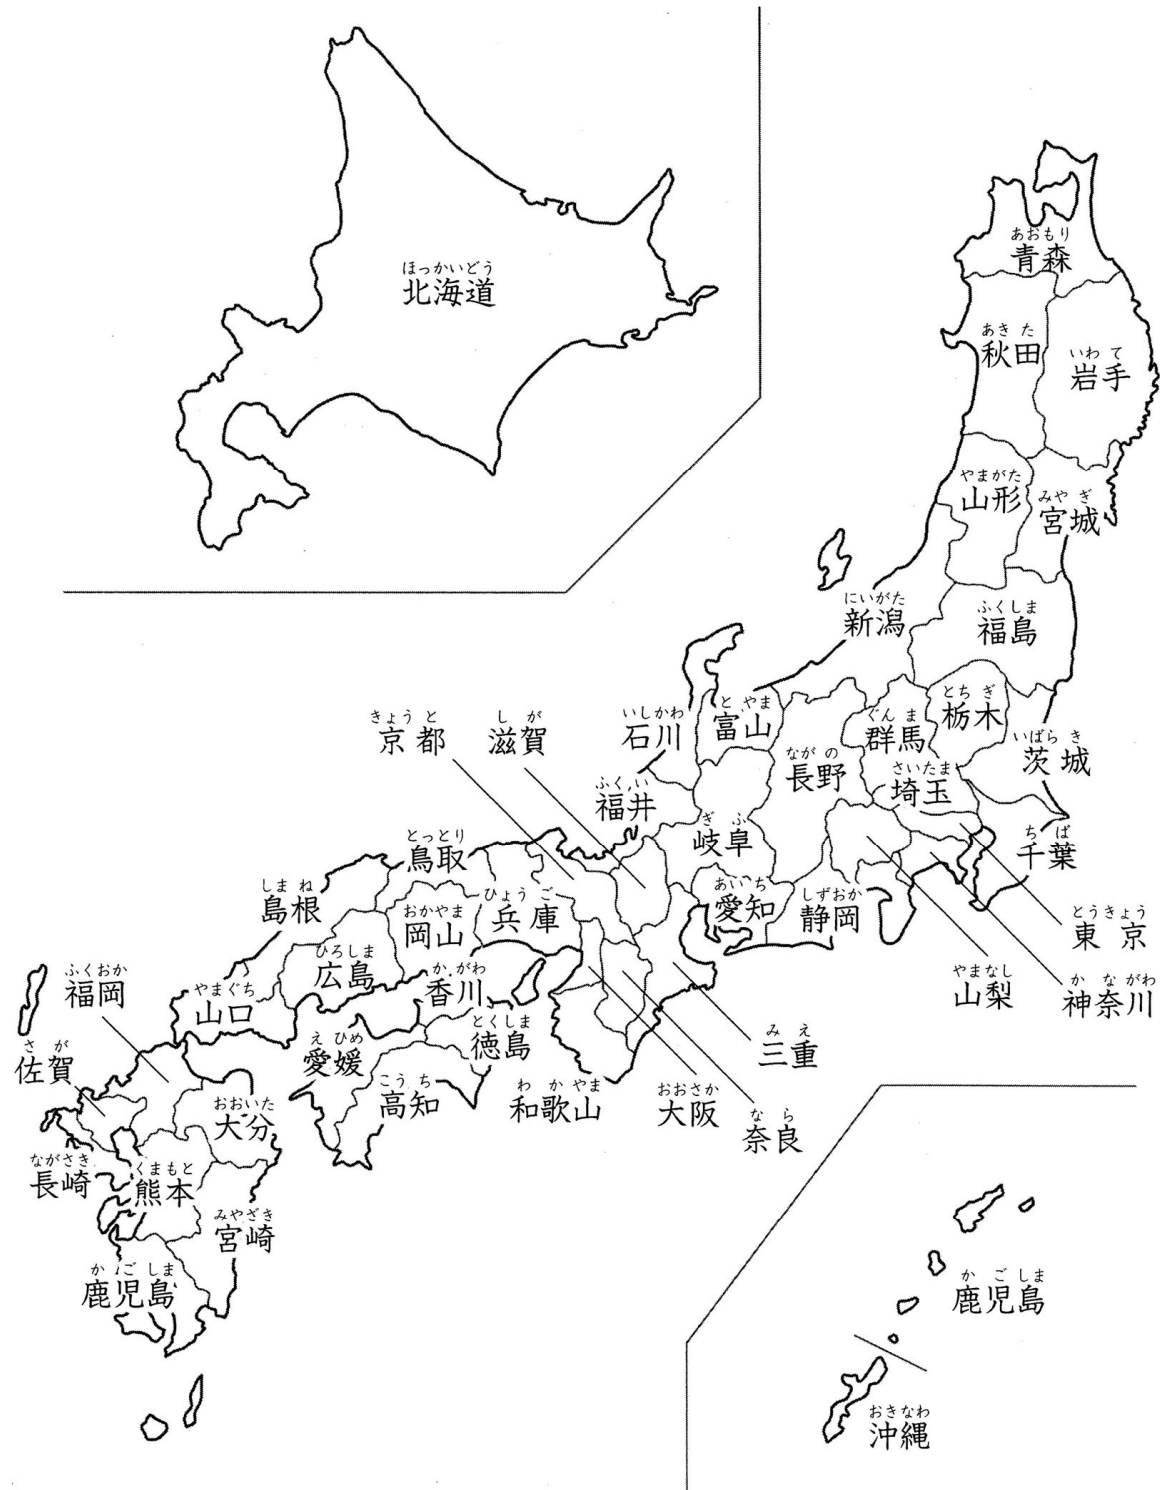 ほっかいどう
北海道
あおもり
青森
あきた
秋田
いわて
岩手
やまがた
山形
みやぎ
宮城
にいがた
新潟
ふくしま
福島
とちぎ
栃木
ぐんま
群馬
いばらき
茨城
さいたま
埼玉
ちば
千葉
とうきょう
東京
かながわ
神奈川
やまなし
山梨
ながの
長野
とやま
富山
いしかわ
石川
ふくい
福井
ぎふ
岐阜
あいち
愛知
しずおか
静岡
きょうと
京都
しが
滋賀
みえ
三重
なら
奈良
おおさか
大阪
わかやま
和歌山
ひょうご
兵庫
とっとり
鳥取
しまね
島根
おかやま
岡山
ひろしま
広島
やまぐち
山口
かがわ
香川
とくしま
徳島
えひめ
愛媛
こうち
高知
ふくおか
福岡
さが
佐賀
ながさき
長崎
おおいた
大分
くまもと
熊本
みやざき
宮崎
かごしま
鹿児島
かごしま
鹿児島
おきなわ
沖縄